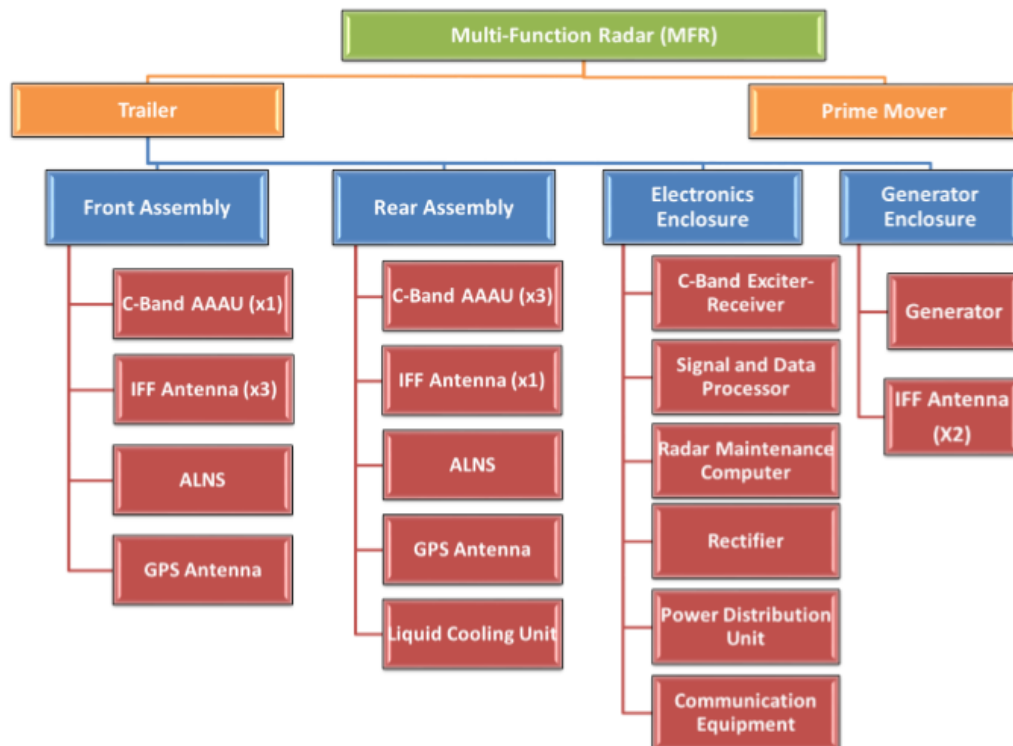 Multi-Function Radar (MFR)
Trailer
Prime Mover
Front Assembly
Rear Assembly
Electronics
Enclosure
Generator
Enclosure
C-Band AAAU (x1)
IFF Antenna (x3)
ALNS
GPS Antenna
C-Band AAAU (x3)
IFF Antenna (x1)
ALNS
GPS Antenna
Liquid Cooling Unit
C-Band Exciter-
Receiver
Signal and Data
Processor
Radar Maintenance
Computer
Rectifier
Power Distribution
Unit
Communication
Equipment
Generator
IFF Antenna
(X2)